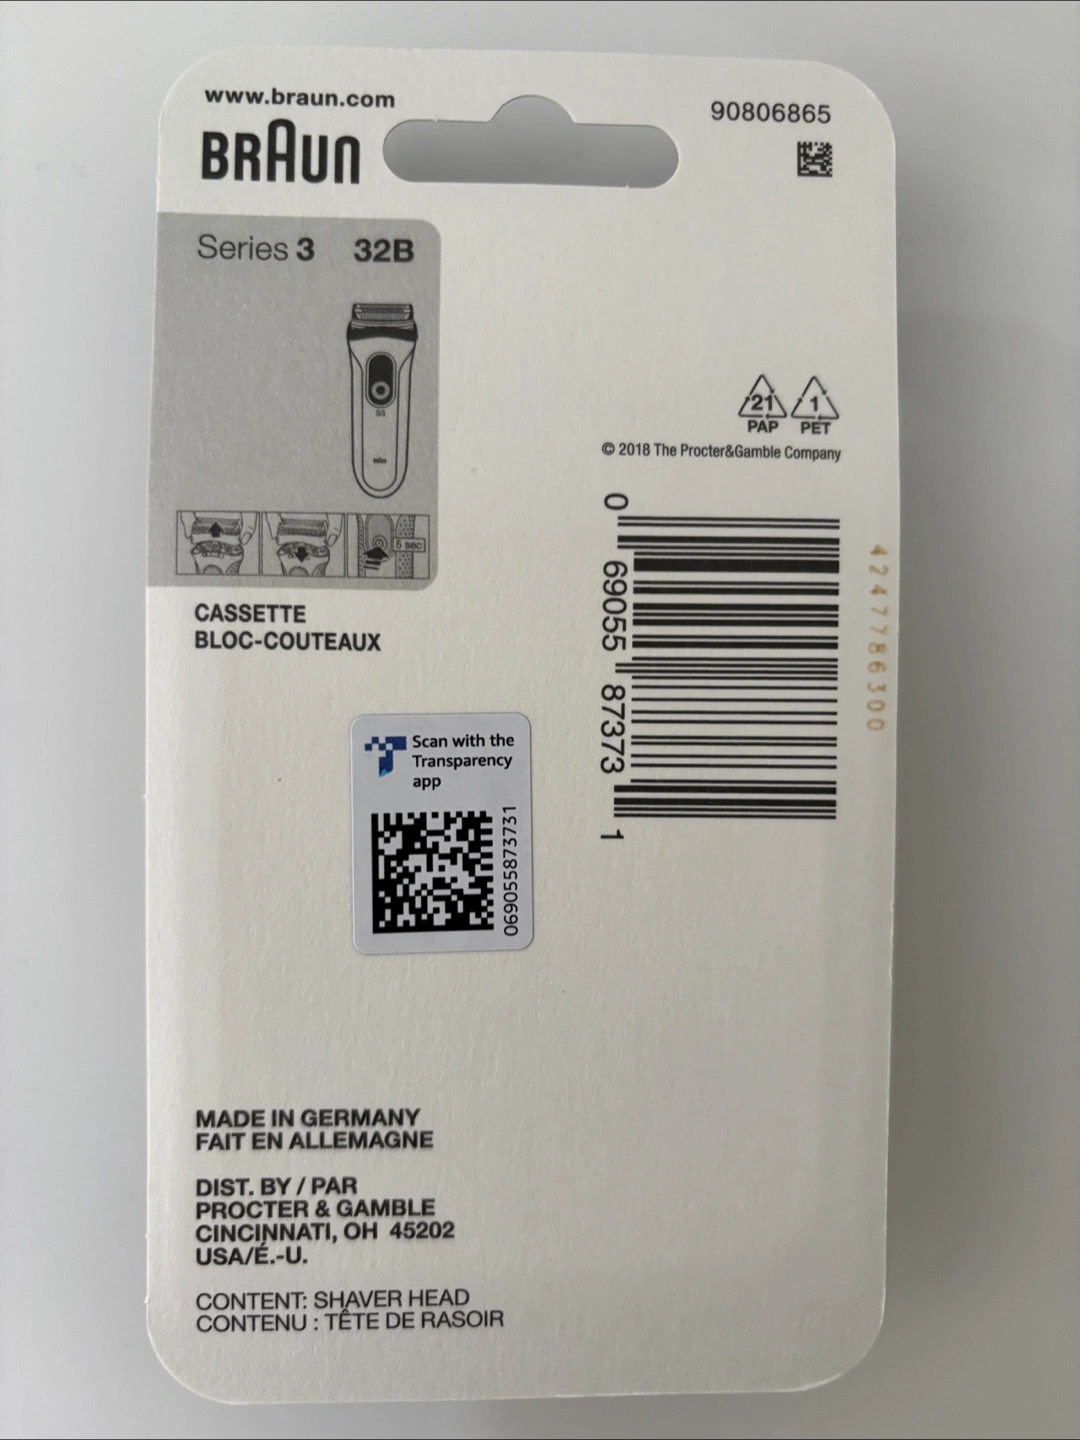 www.braun.com
BRAUN
90806865
Series 3 32B
S3
5 sec
CASSETTE
BLOC-COUTEAUX
21
PAP
1
PET
© 2018 The Procter&Gamble Company
0 69055 87373 1
4247786300
Scan with the
Transparency
app
069055873731
MADE IN GERMANY
FAIT EN ALLEMAGNE
DIST. BY / PAR
PROCTER & GAMBLE
CINCINNATI, OH 45202
USA/É.-U.
CONTENT: SHAVER HEAD
CONTENU : TÊTE DE RASOIR